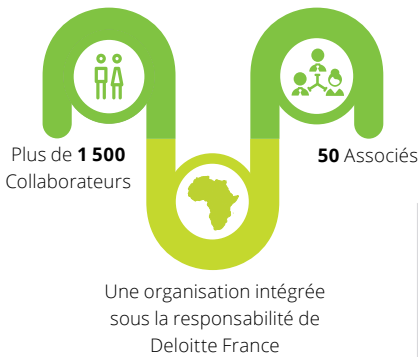 Plus de 1 500
Collaborateurs
50 Associés
Une organisation intégrée
sous la responsabilité de
Deloitte France